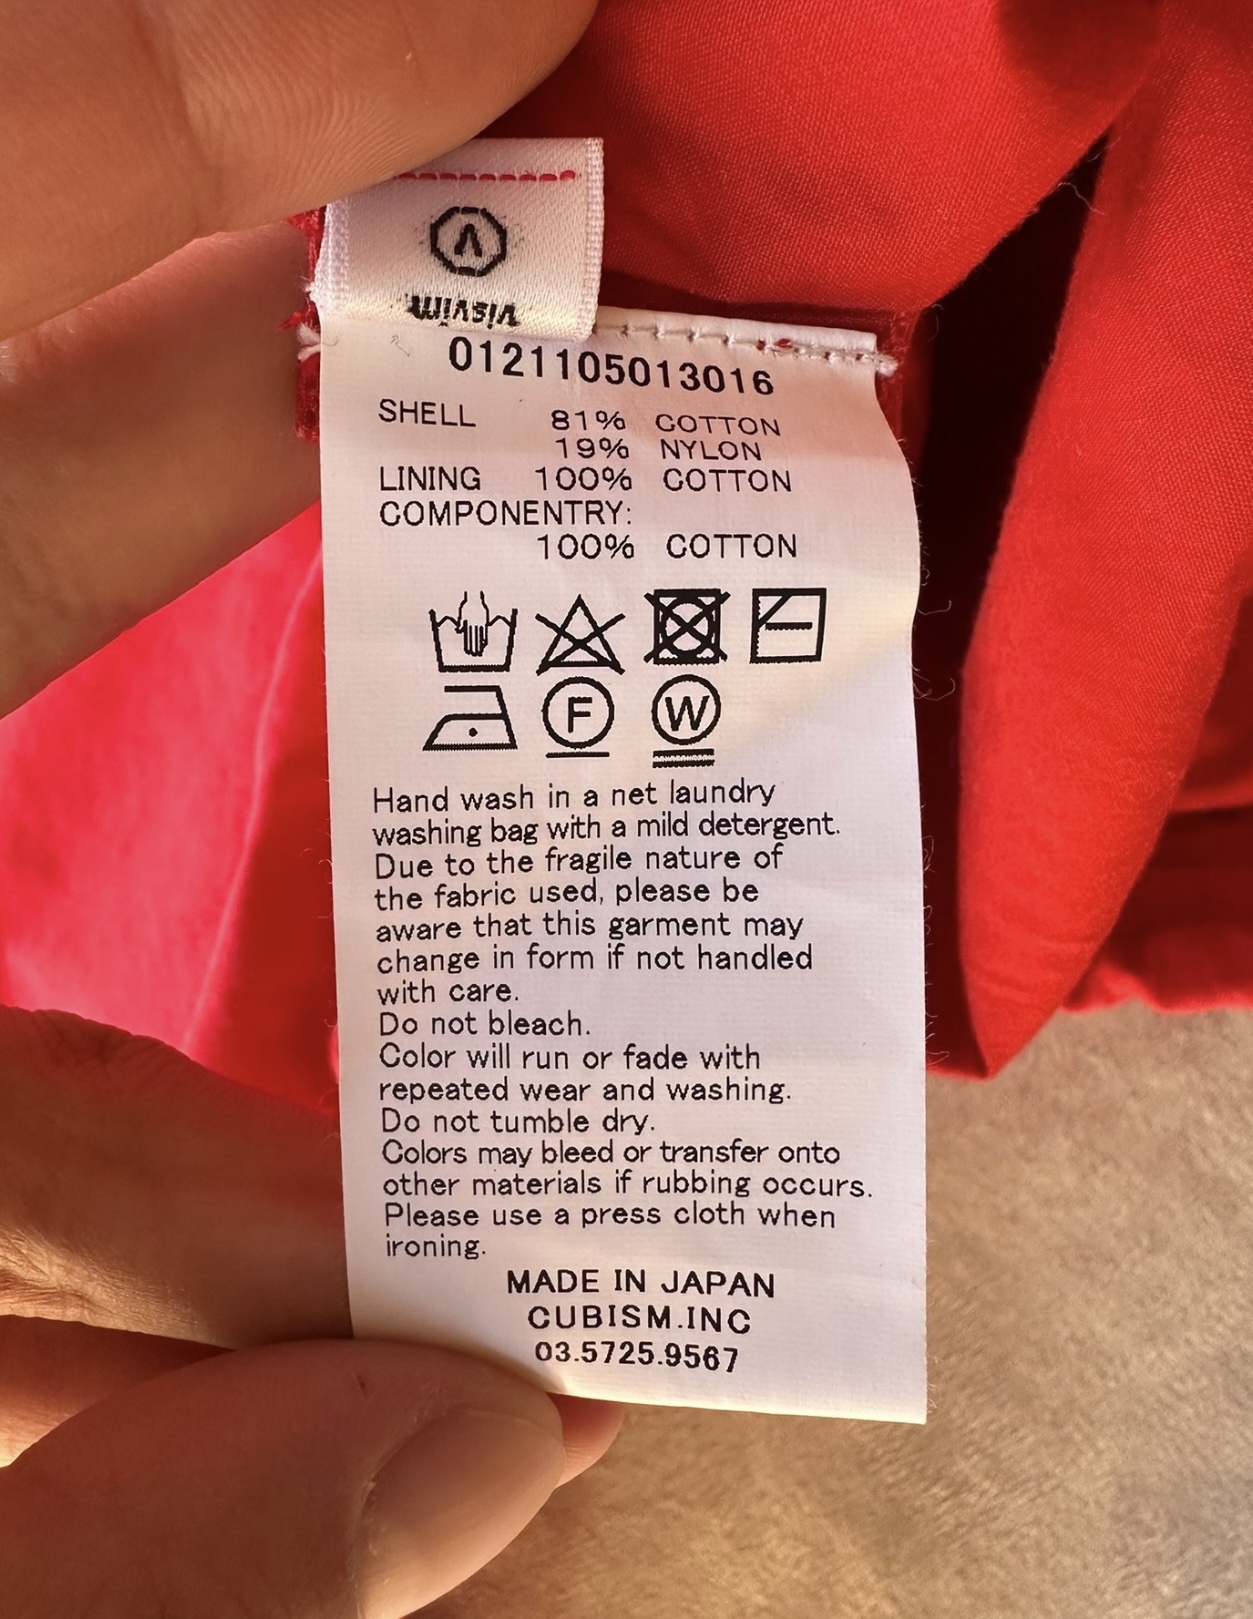 visvim
0121105013016
SHELL 81% COTTON
19% NYLON
LINING 100% COTTON
COMPONENTRY:
100% COTTON
F W
Hand wash in a net laundry
washing bag with a mild detergent.
Due to the fragile nature of
the fabric used, please be
aware that this garment may
change in form if not handled
with care.
Do not bleach.
Color will run or fade with
repeated wear and washing.
Do not tumble dry.
Colors may bleed or transfer onto
other materials if rubbing occurs.
Please use a press cloth when
ironing.
MADE IN JAPAN
CUBISM.INC
03.5725.9567